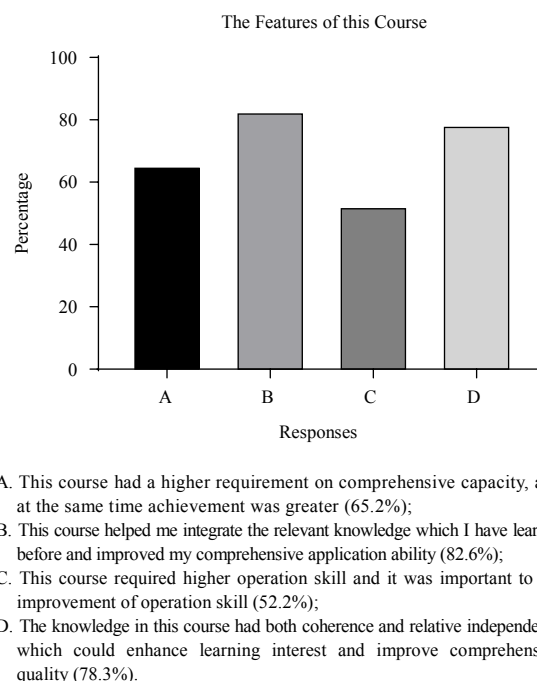 The Features of this Course
100
80
60
40
20
0
Percentage
A B C D
Responses
A. This course had a higher requirement on comprehensive capacity,
at the same time achievement was greater (65.2%);
B. This course helped me integrate the relevant knowledge which I have
before and improved my comprehensive application ability (82.6%);
C. This course required higher operation skill and it was important to
improvement of operation skill (52.2%);
D. The knowledge in this course had both coherence and relative
which could enhance learning interest and improve
quality (78.3%).